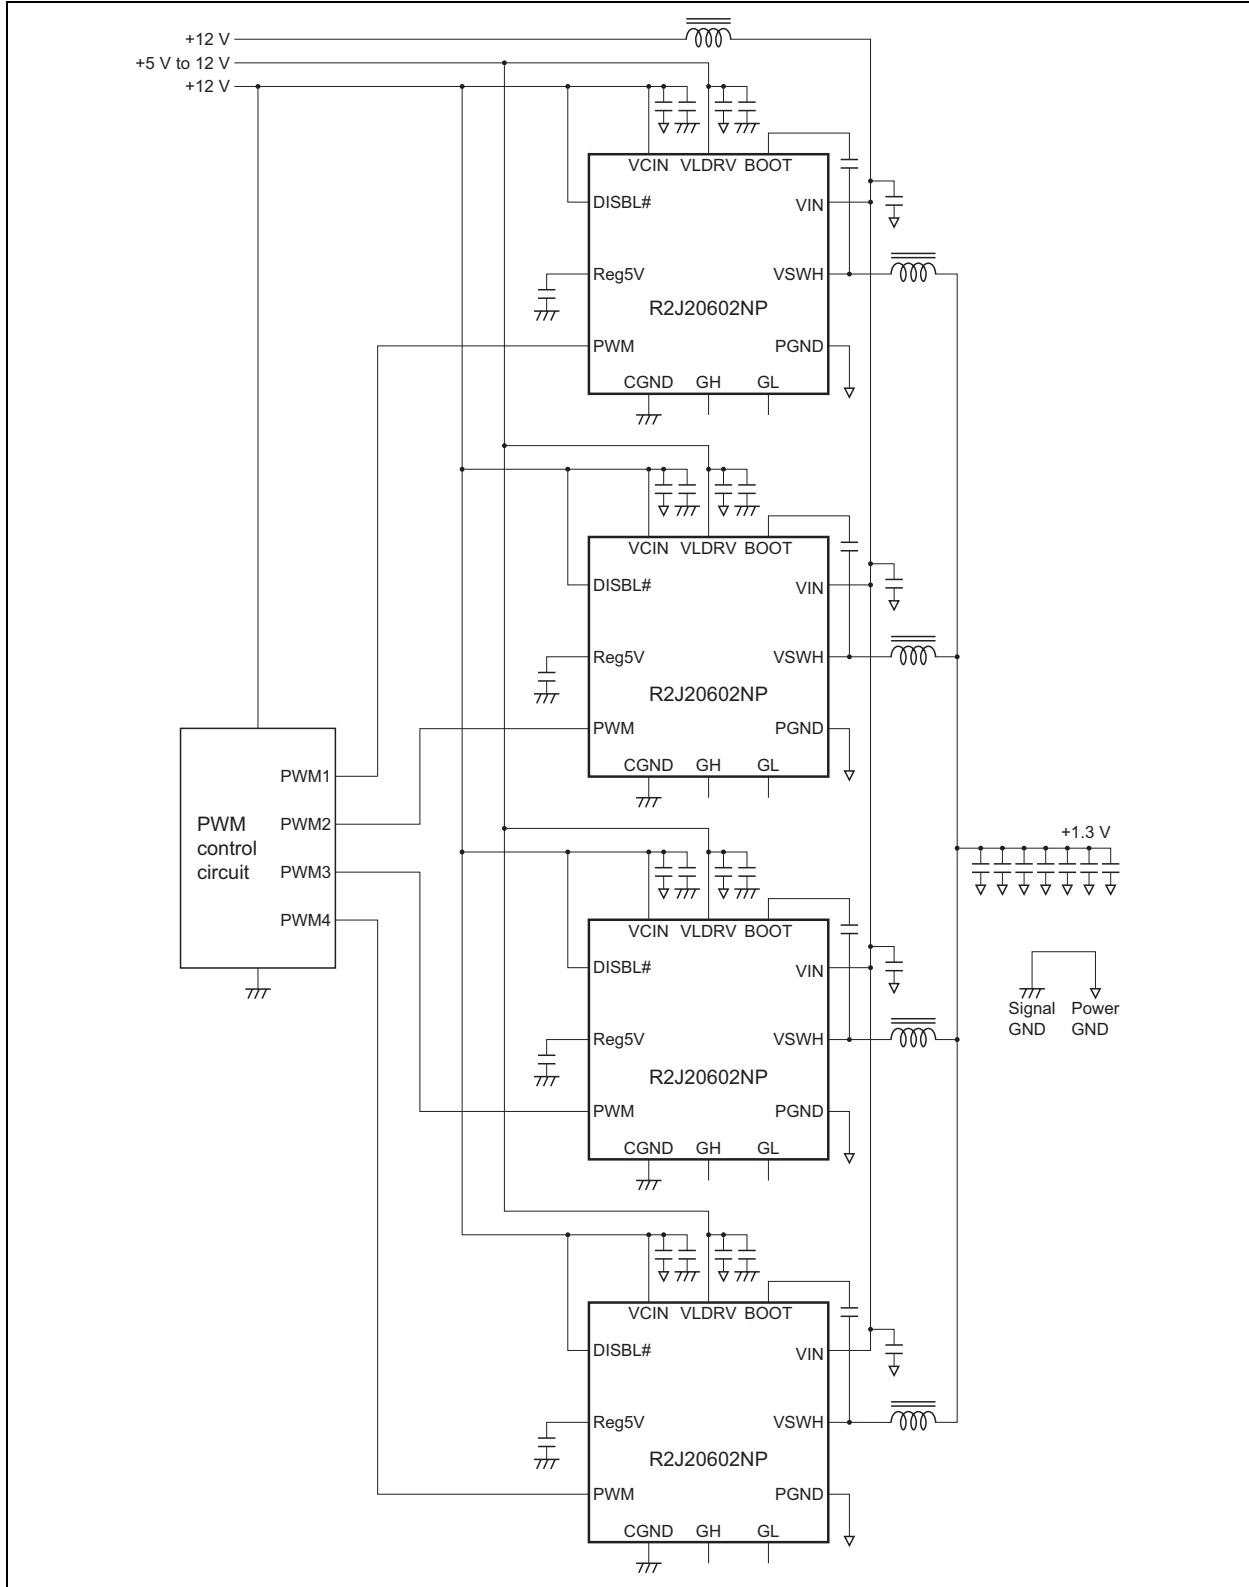 +12 V
+5 V to 12 V
+12 V
VCIN VLDRV BOOT
DISBL#
VIN
Reg5V
VSWH
R2J20602NP
PWM
PGND
CGND GH GL
VCIN VLDRV BOOT
DISBL#
VIN
Reg5V
VSWH
R2J20602NP
PWM
PGND
CGND GH GL
PWM
control
circuit
PWM1
PWM2
PWM3
PWM4
+1.3 V
VCIN VLDRV BOOT
DISBL#
VIN
Reg5V
VSWH
R2J20602NP
PWM
PGND
CGND GH GL
Signal
GND
Power
GND
VCIN VLDRV BOOT
DISBL#
VIN
Reg5V
VSWH
R2J20602NP
PWM
PGND
CGND GH GL